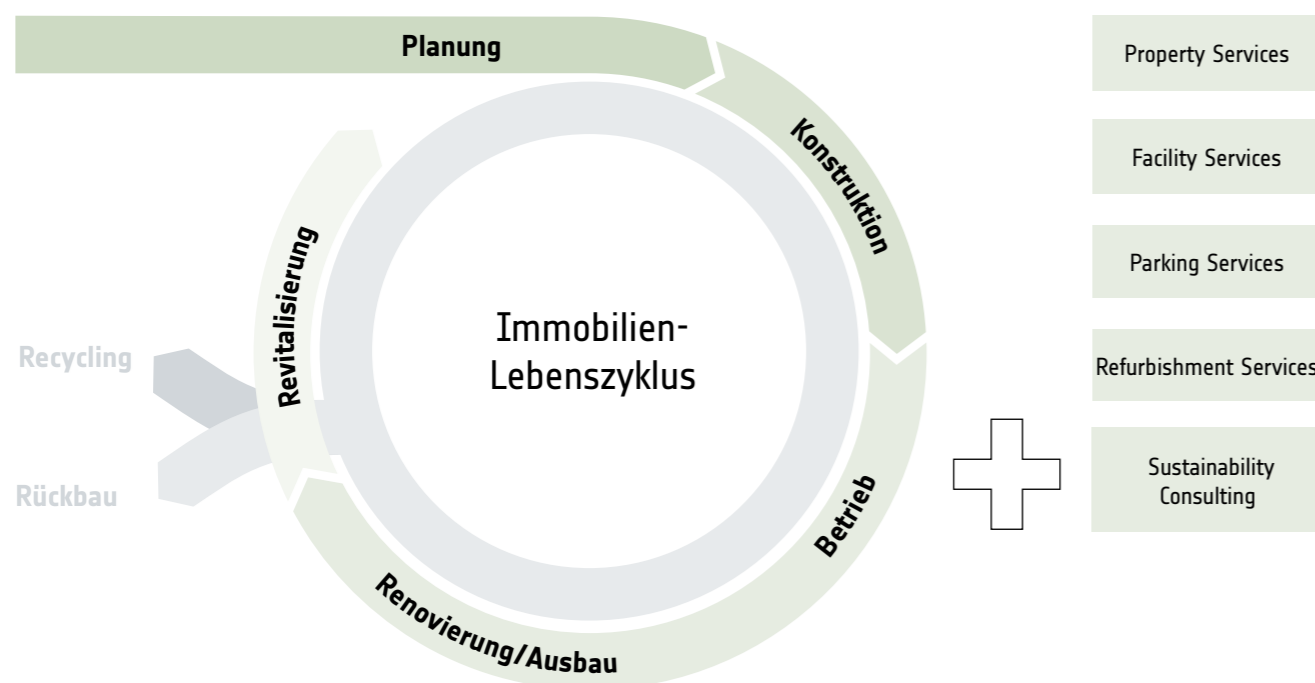 Planung
Konstruktion
Betrieb
Renovierung/Ausbau
Revitalisierung
Recycling
Rückbau
Immobilien-
Lebenszyklus
Property Services
Facility Services
Parking Services
Refurbishment Services
Sustainability
Consulting